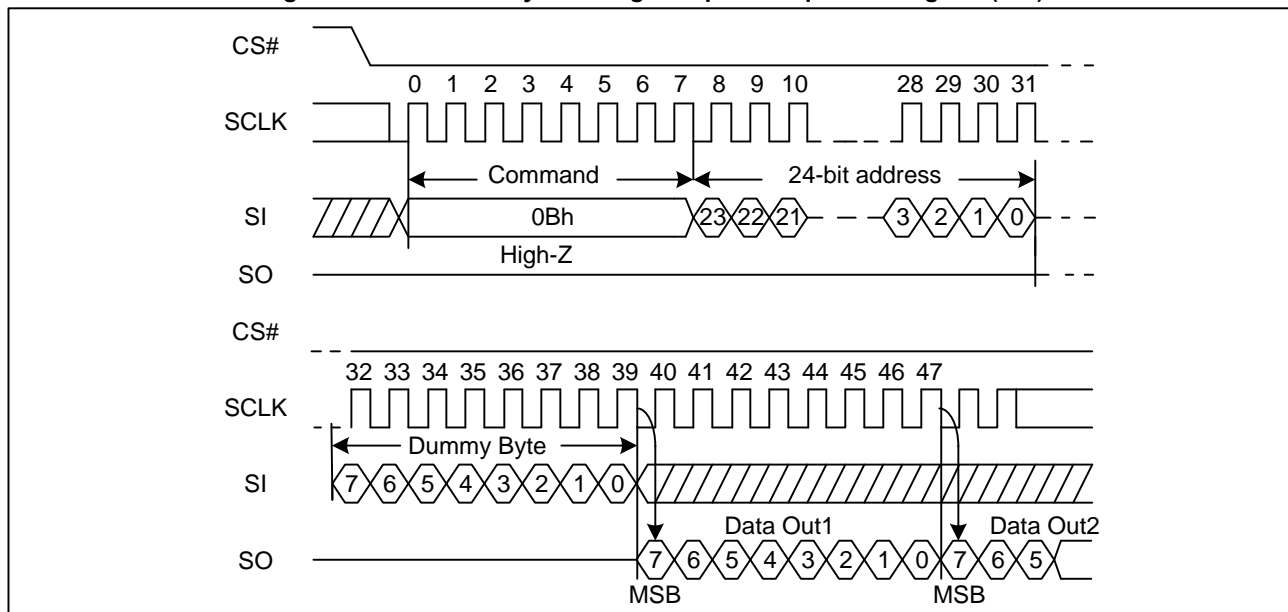 CS#
0 1 2 3 4 5 6 7 8 9 10 28 29 30 31
SCLK
Command 24-bit address
SI 0Bh 23 22 21 3 2 1 0
High-Z
SO
CS#
32 33 34 35 36 37 38 39 40 41 42 43 44 45 46 47
SCLK
Dummy Byte
SI 7 6 5 4 3 2 1 0
Data Out1 Data Out2
SO 7 6 5 4 3 2 1 0 7 6 5
MSB MSB